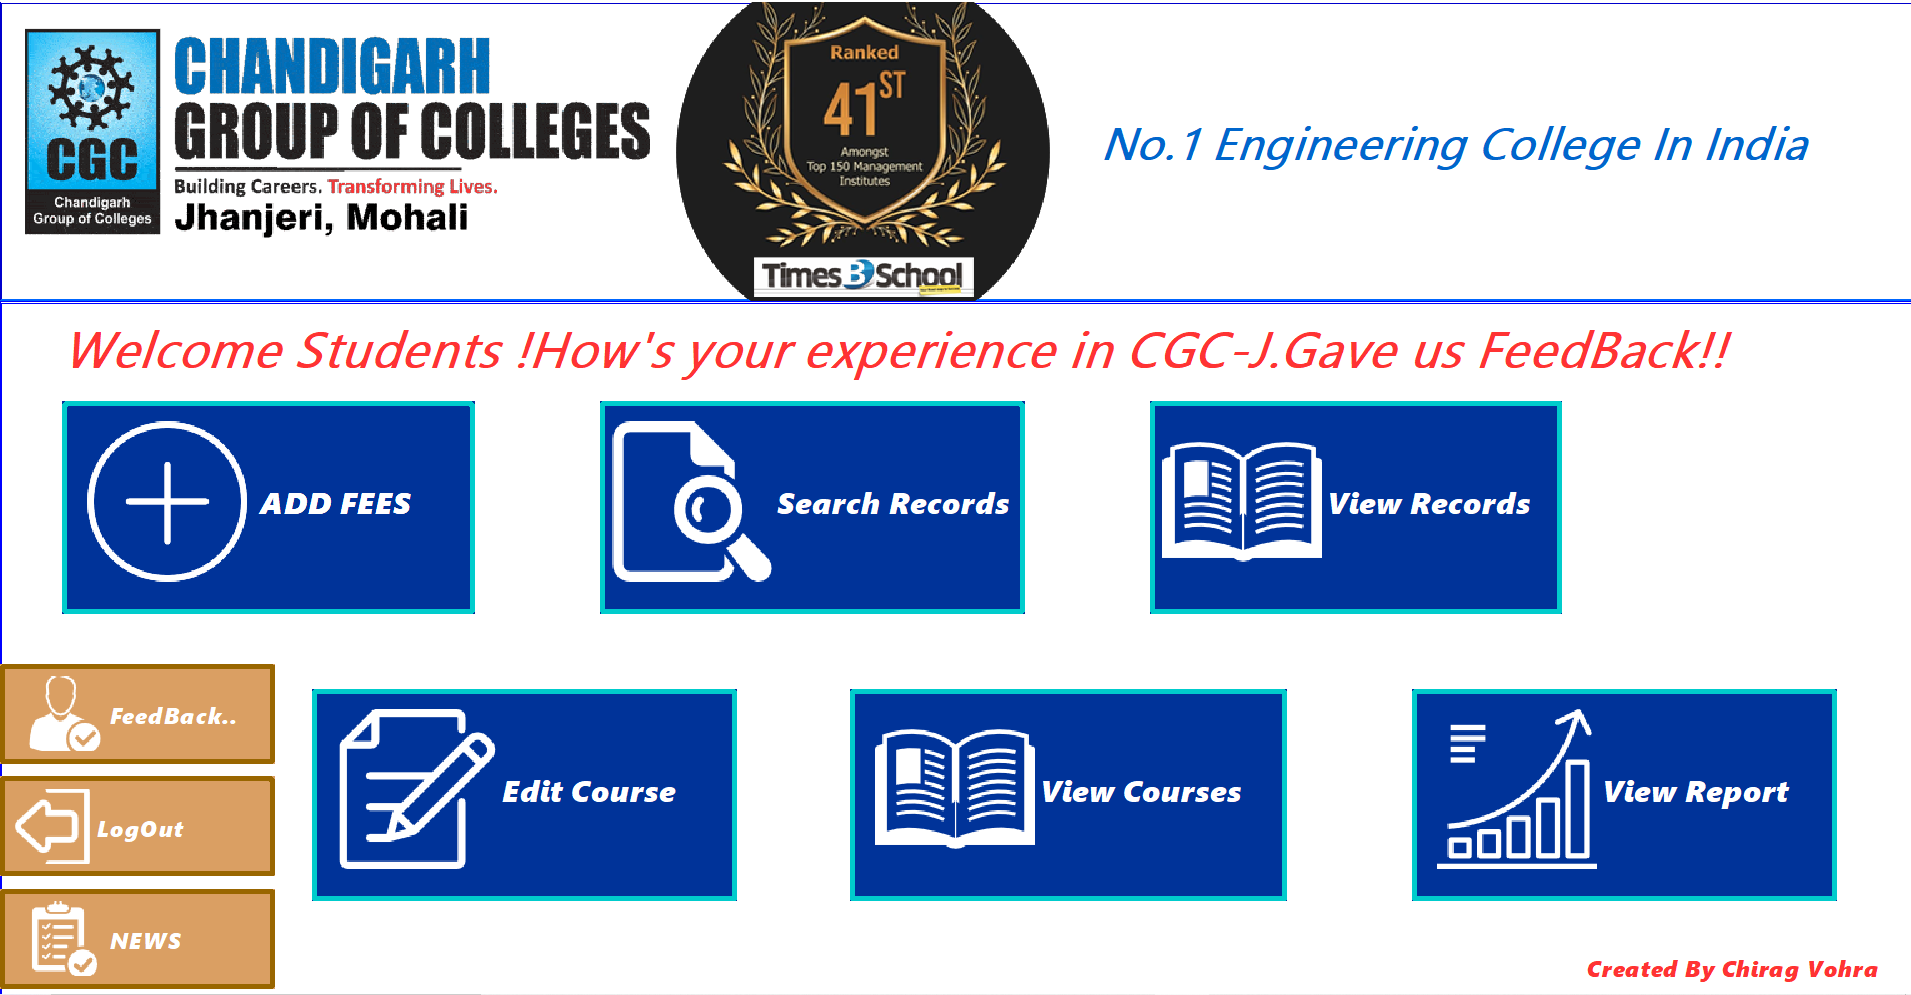 CHANDIGARH
GROUP OF COLLEGES
Building Careers. Transforming Lives.
Jhanjeri, Mohali
CGC
Chandigarh
Group of Colleges
Ranked
41ST
Amongst
Top 150 Management
Institutes
Times B School
No.1 Engineering College In India
Welcome Students !How's your experience in CGC-J.Gave us FeedBack!!
ADD FEES
Search Records
View Records
FeedBack..
LogOut
NEWS
Edit Course
View Courses
View Report
Created By Chirag Vohra